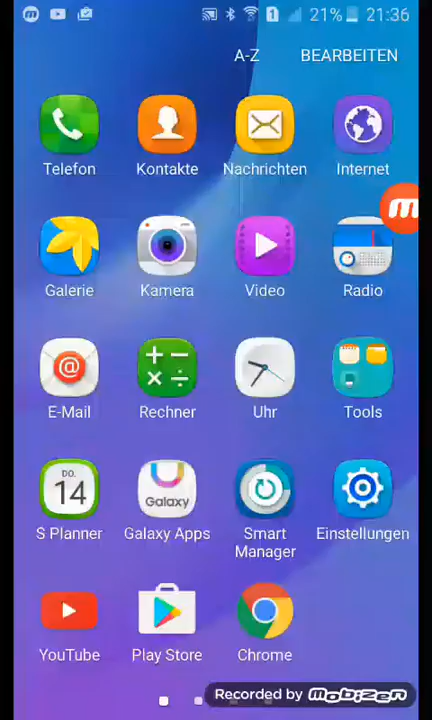 1 21% 21:36
A-Z BEARBEITEN
Telefon Kontakte Nachrichten Internet
Galerie Kamera Video Radio
E-Mail Rechner Uhr Tools
DO.
14
Galaxy
S Planner Galaxy Apps Smart Manager Einstellungen
YouTube Play Store Chrome
Recorded by mobizen